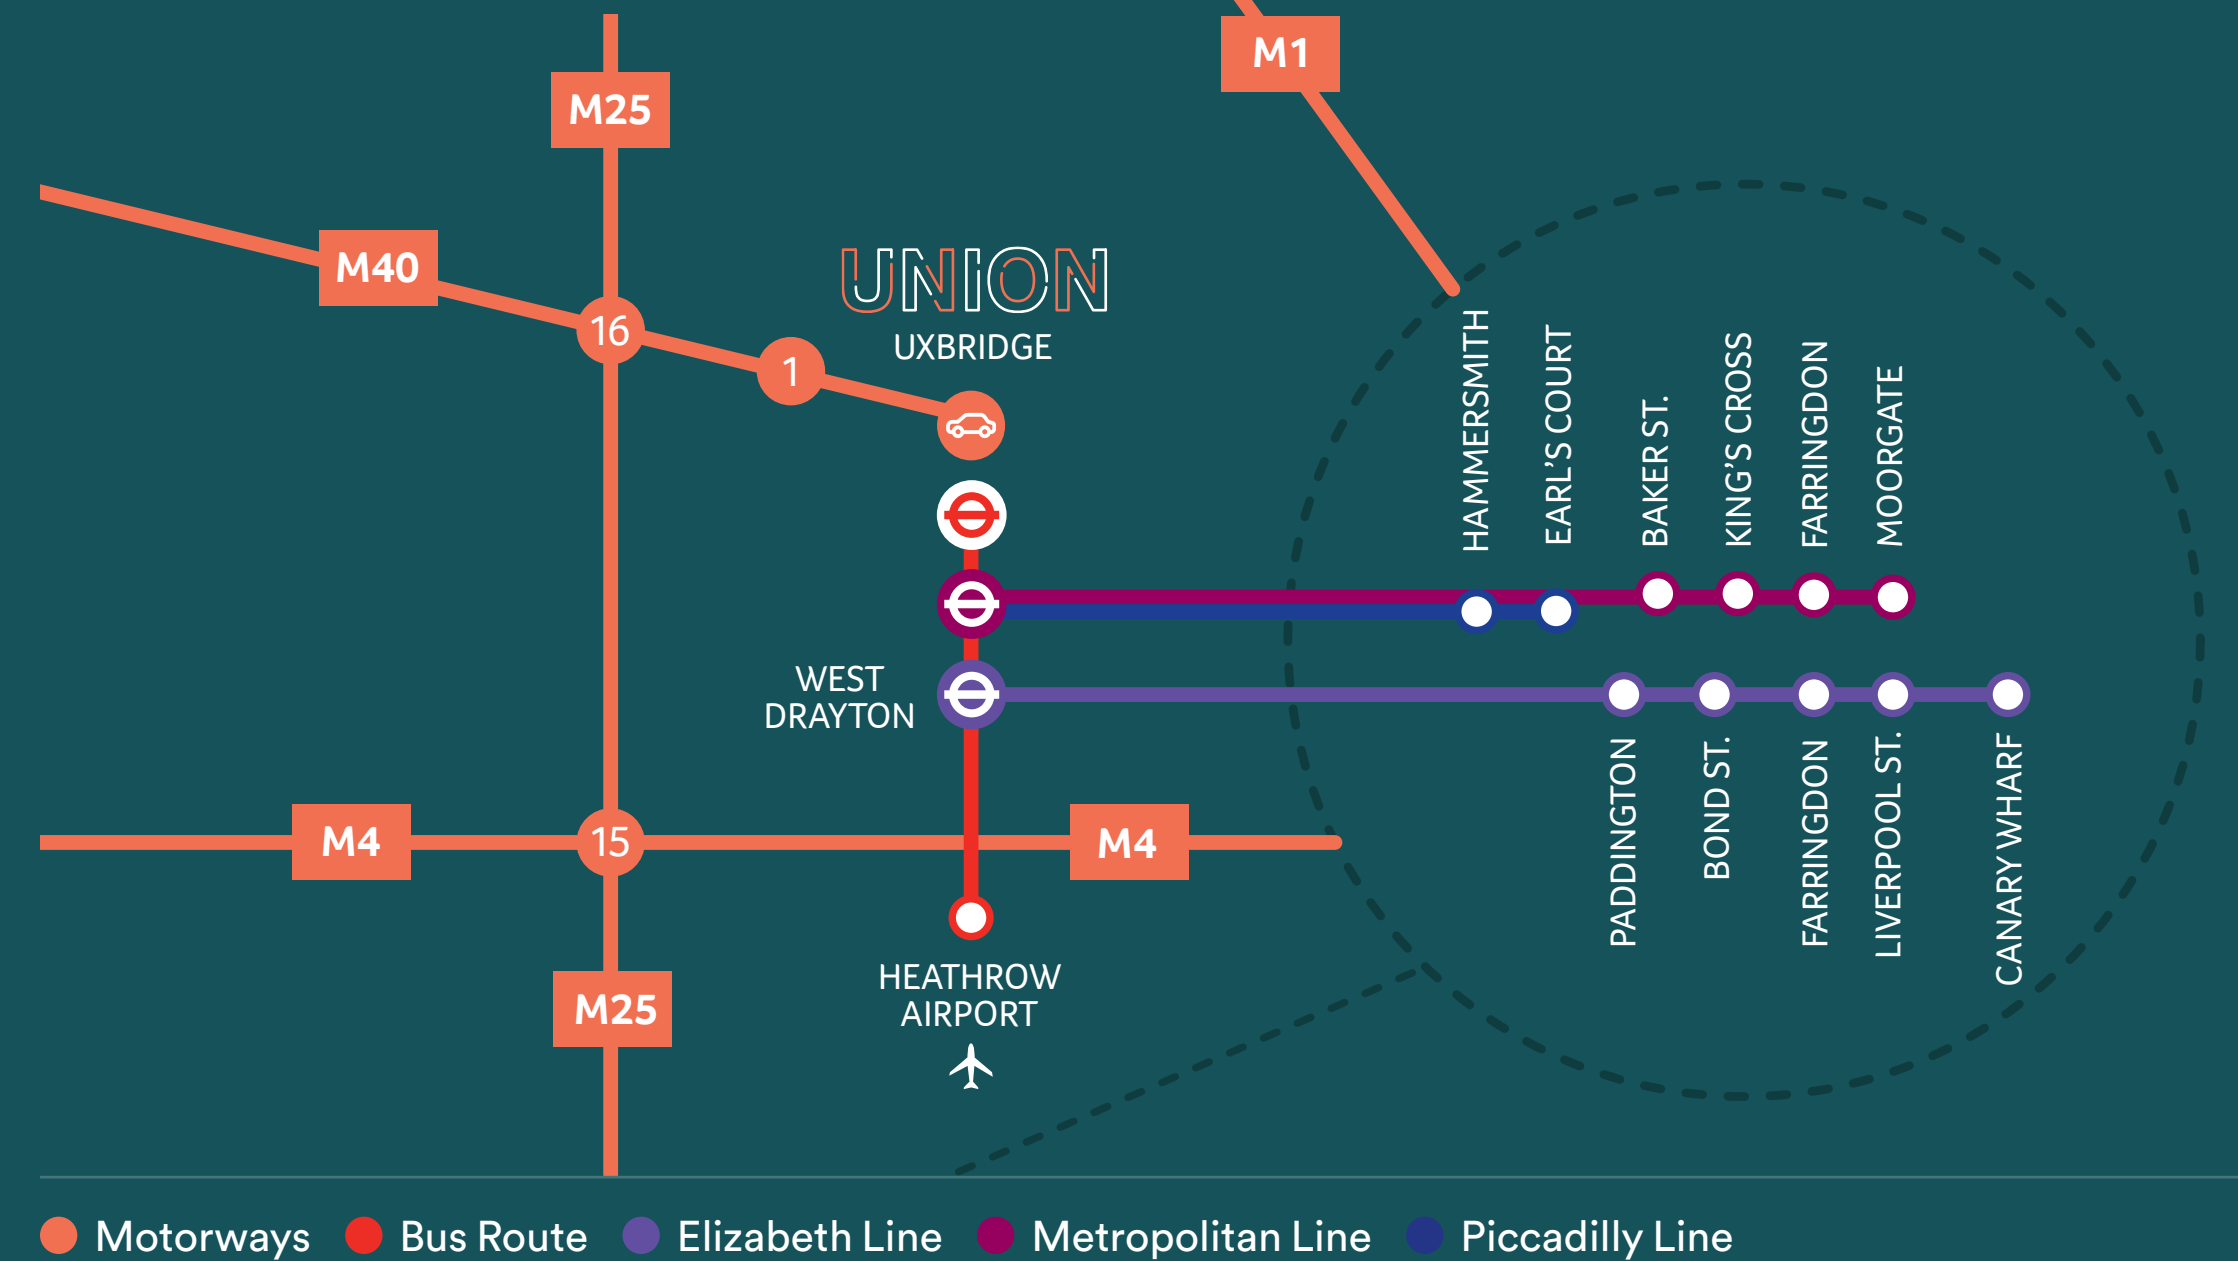 M1
M25
M40
UNION
UXBRIDGE
16
1
HAMMERSMITH
EARL'S COURT
BAKER ST.
KING'S CROSS
FARRINGDON
MOORGATE
WEST
DRAYTON
PADDINGTON
BOND ST.
FARRINGDON
LIVERPOOL ST.
CANARY WHARF
M4
15
M4
HEATHROW
AIRPORT
M25
Motorways
Bus Route
Elizabeth Line
Metropolitan Line
Piccadilly Line